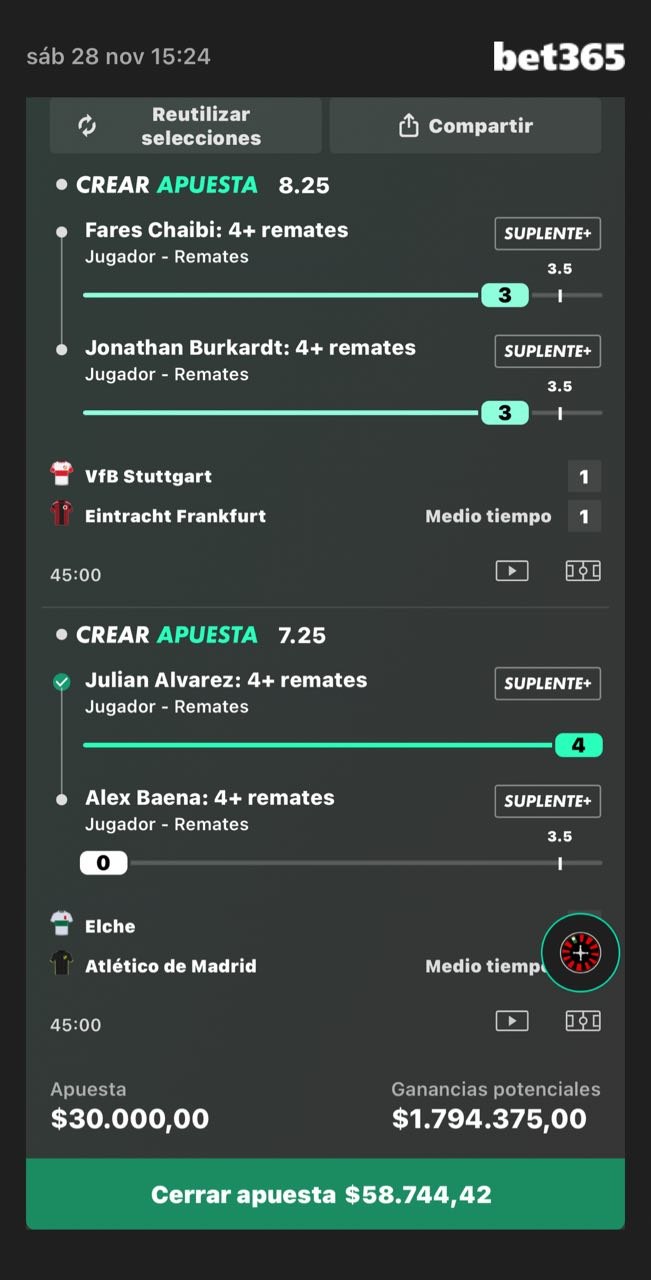 sáb 28 nov 15:24
bet365
Reutilizar
selecciones
Compartir
CREAR APUESTA 8.25
Fares Chaibi: 4+ remates
SUPLENTE+
Jugador - Remates
3.5
3
Jonathan Burkardt: 4+ remates
SUPLENTE+
Jugador - Remates
3.5
3
VfB Stuttgart 1
Eintracht Frankfurt Medio tiempo 1
45:00
CREAR APUESTA 7.25
Julian Alvarez: 4+ remates
SUPLENTE+
Jugador - Remates
4
Alex Baena: 4+ remates
SUPLENTE+
Jugador - Remates
3.5
0
Elche
Atlético de Madrid Medio tiempo
45:00
Apuesta Ganancias potenciales
$30.000,00 $1.794.375,00
Cerrar apuesta $58.744,42